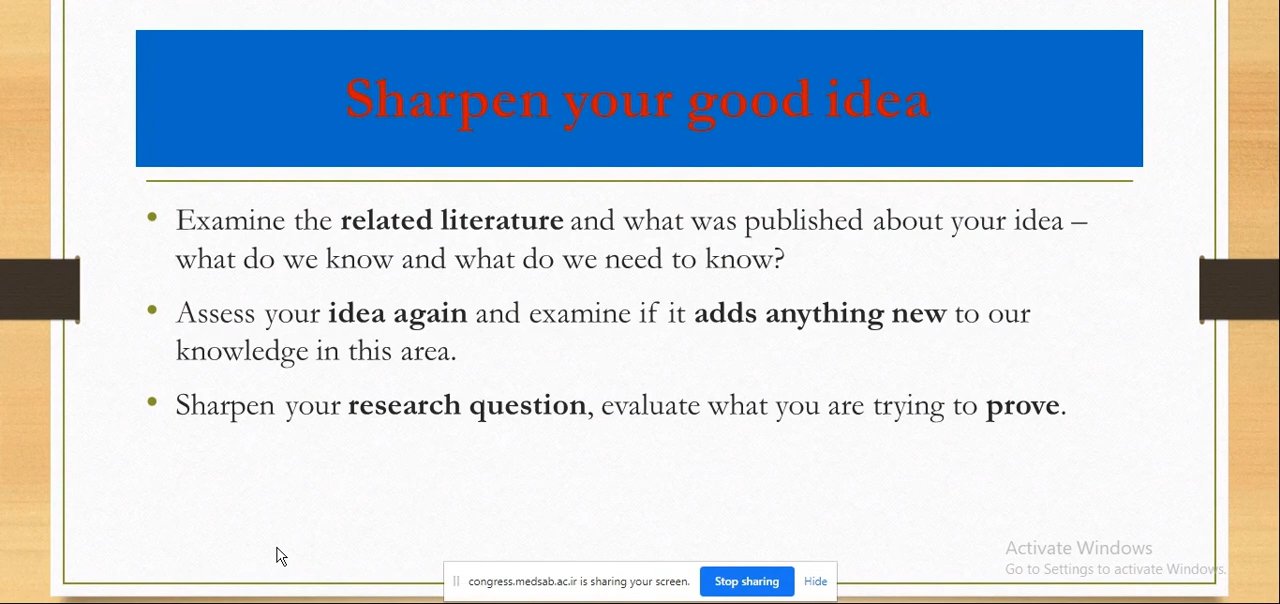 Sharpen your good idea
• Examine the related literature and what was published about your idea –
what do we know and what do we need to know?
• Assess your idea again and examine if it adds anything new to our
knowledge in this area.
• Sharpen your research question, evaluate what you are trying to prove.
Activate Windows
Go to Settings to activate Windows.
congress.medsab.ac.ir is sharing your screen. Stop sharing Hide